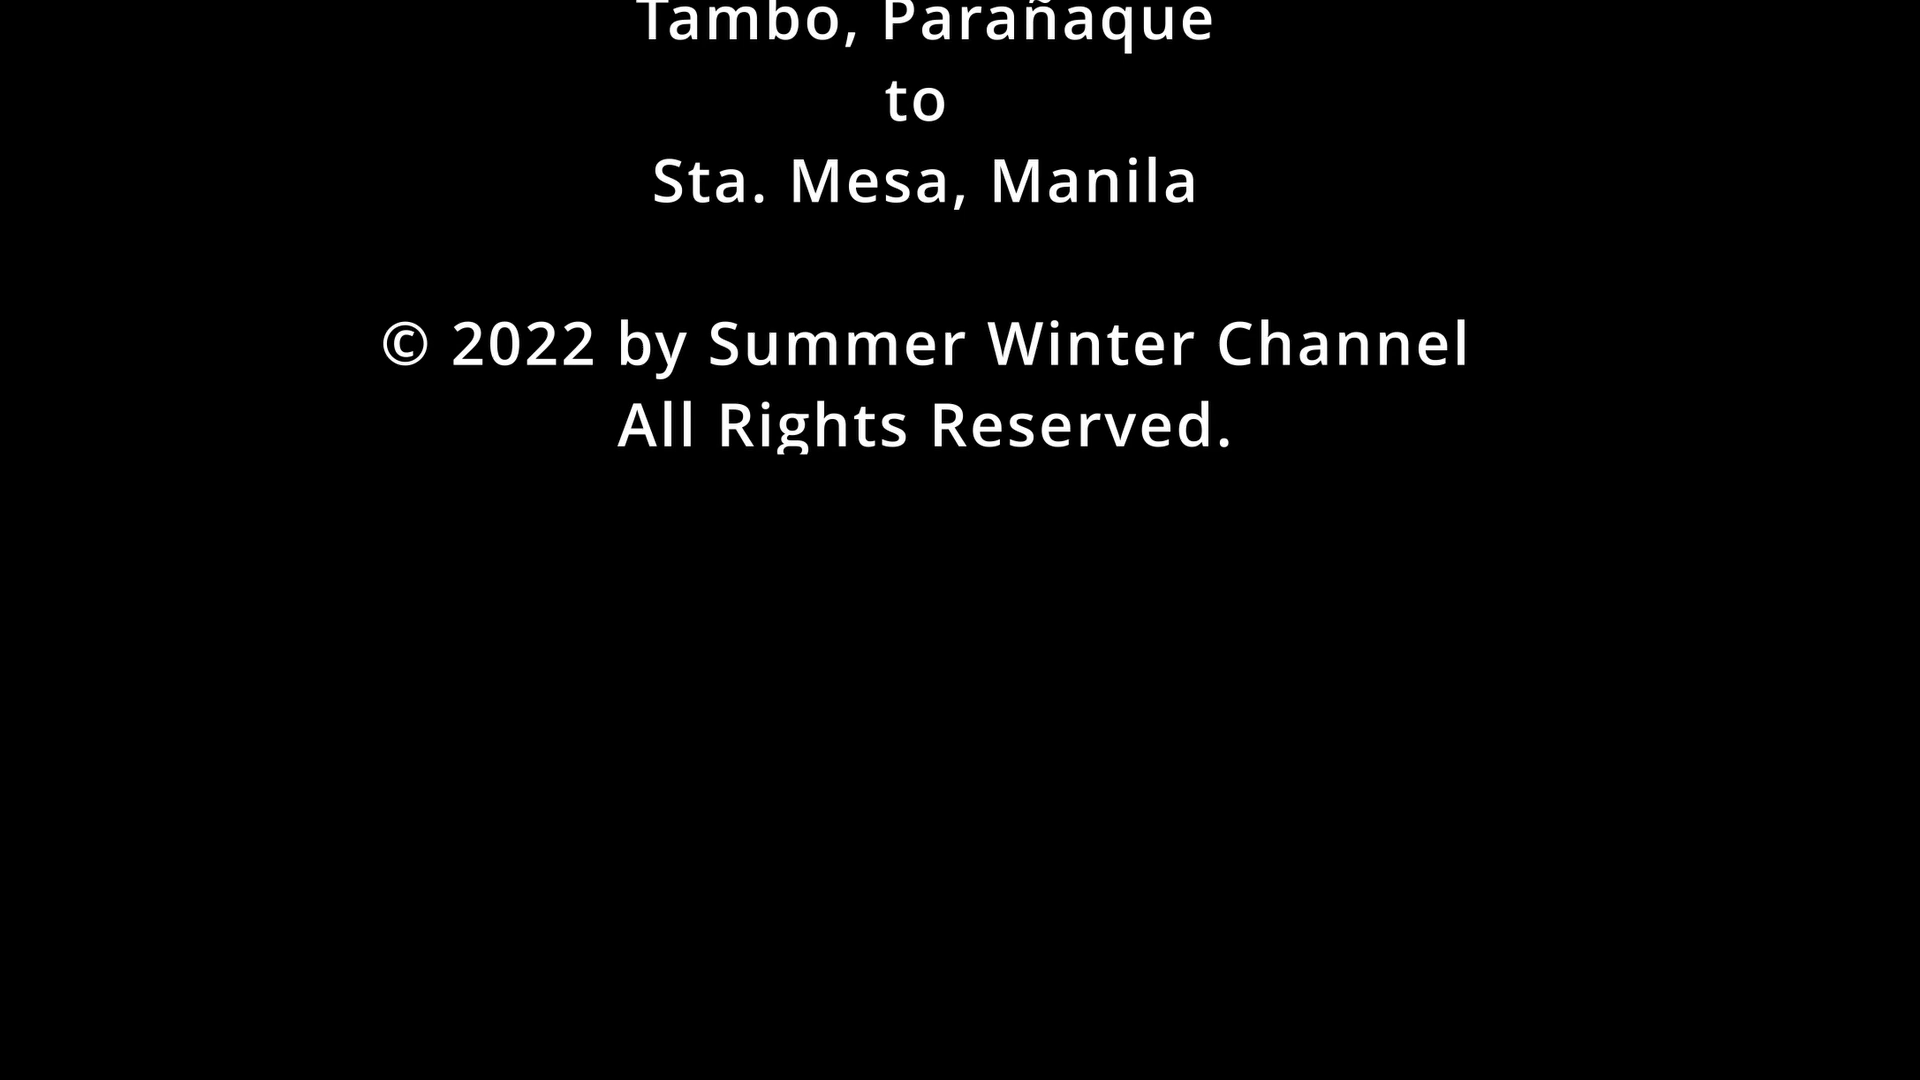 Tambo, Parañaque
to
Sta. Mesa, Manila
© 2022 by Summer Winter Channel
All Rights Reserved.